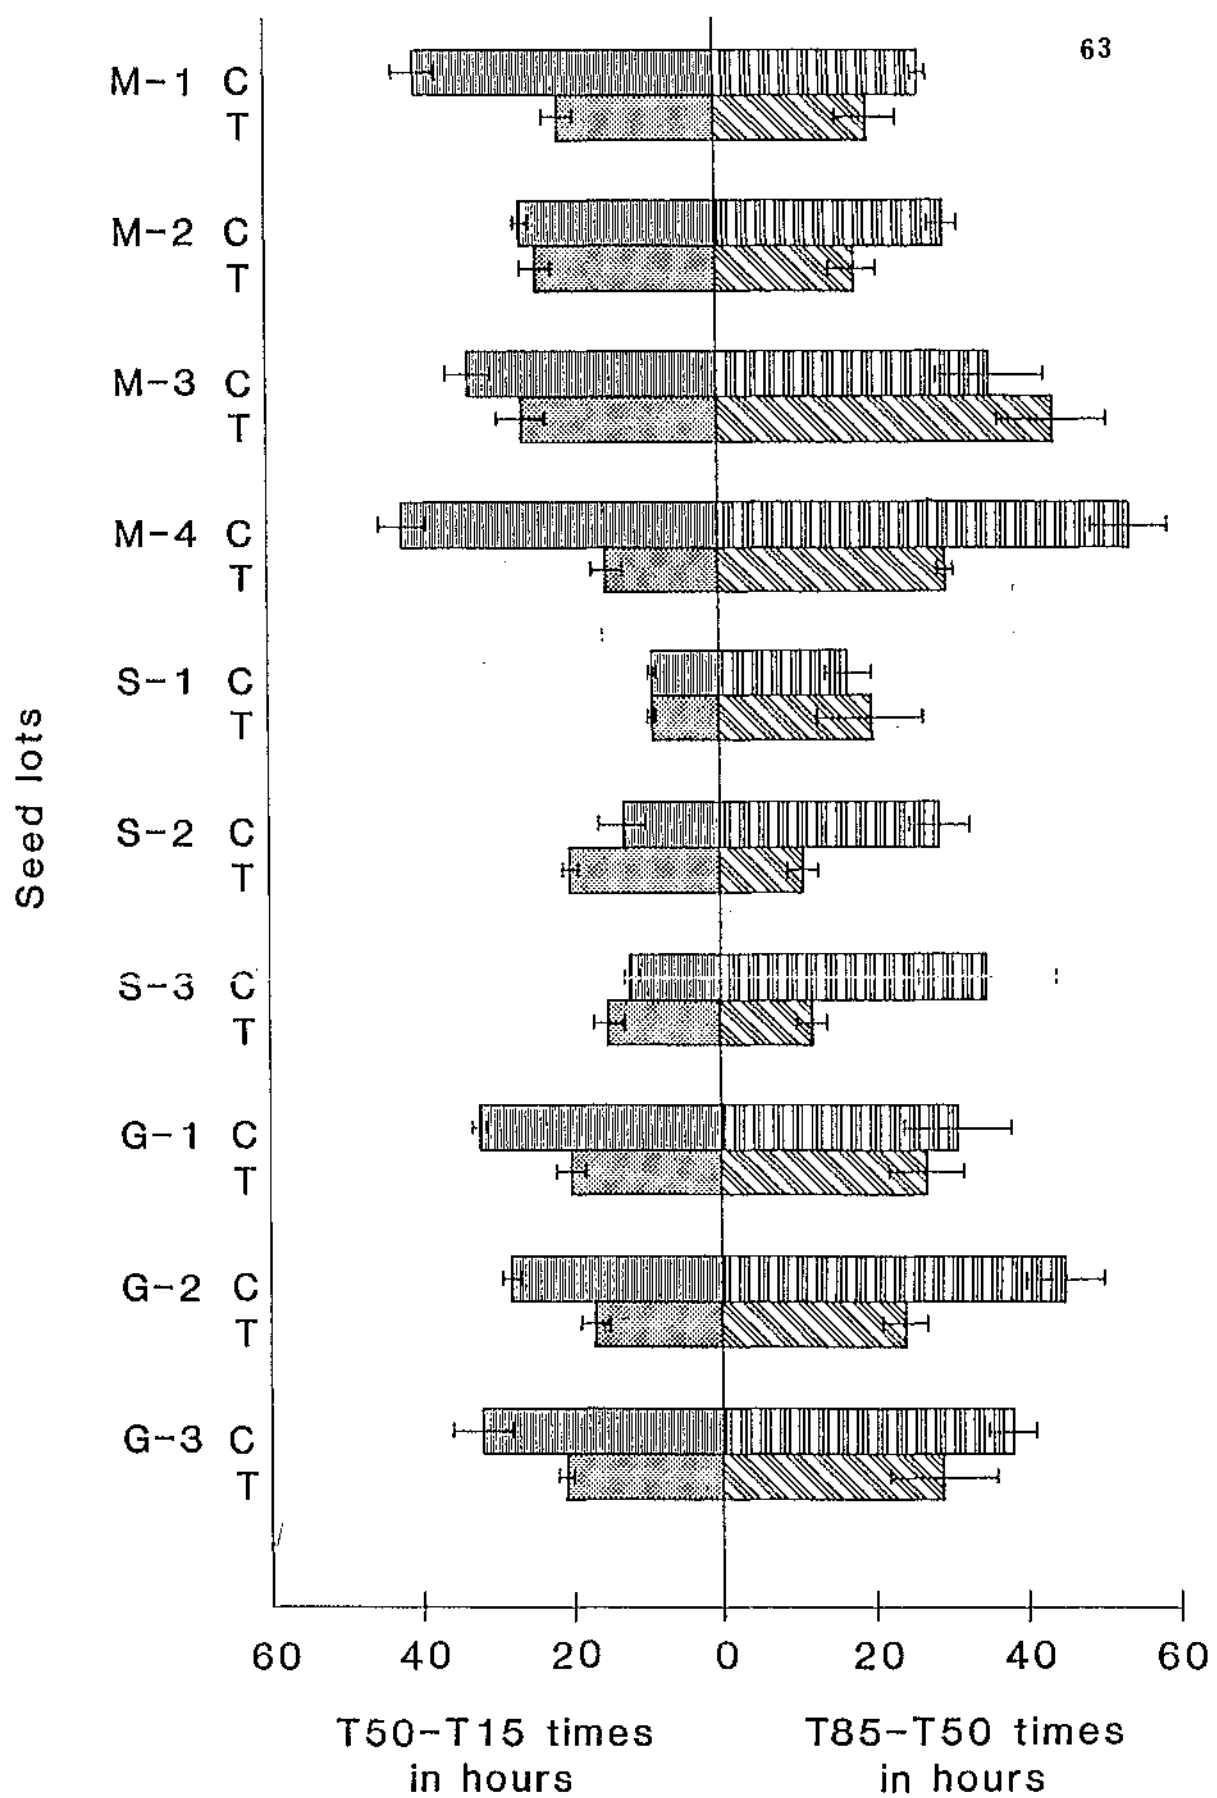 63
M-1 C
T
M-2 C
T
M-3 C
T
M-4 C
T
S-1 C
T
S-2 C
T
S-3 C
T
G-1 C
T
G-2 C
T
G-3 C
T
Seed lots
60 40 20 0 20 40 60
T50-T15 times T85-T50 times
in hours in hours